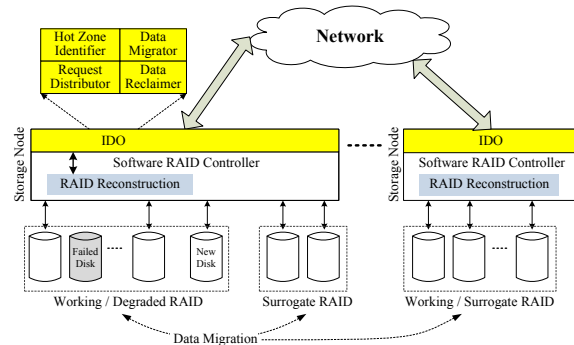 Hot Zone Identifier
Data Migrator
Request Distributor
Data Reclaimer
Network
Storage Node
IDO
Software RAID Controller
RAID Reconstruction
Storage Node
IDO
Software RAID Controller
RAID Reconstruction
Failed Disk
New Disk
Working / Degraded RAID
Surrogate RAID
Working / Surrogate RAID
Data Migration